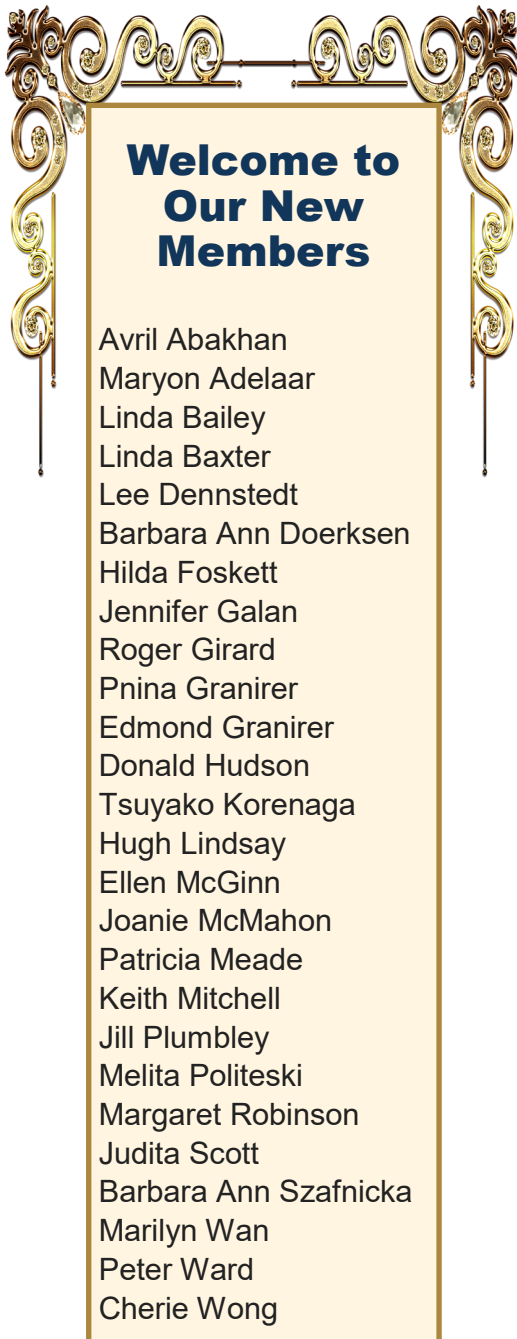 Welcome to
Our New
Members
Avril Abakhan
Maryon Adelaar
Linda Bailey
Linda Baxter
Lee Dennstedt
Barbara Ann Doerksen
Hilda Foskett
Jennifer Galan
Roger Girard
Pnina Granirer
Edmond Granirer
Donald Hudson
Tsuyako Korenaga
Hugh Lindsay
Ellen McGinn
Joanie McMahon
Patricia Meade
Keith Mitchell
Jill Plumbley
Melita Politeski
Margaret Robinson
Judita Scott
Barbara Ann Szafnicka
Marilyn Wan
Peter Ward
Cherie Wong